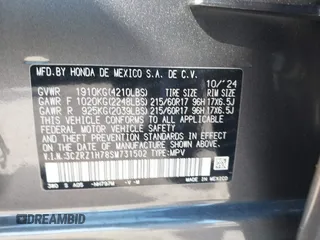 MFD.BY HONDA DE MEXICO S.A. DE C.V.
10/'24
GVWR 1910KG(4210LBS) TIRE SIZE RIM SIZE
GAWR F 1020KG(2248LBS) 215/60R17 96H 17X6.5J
GAWR R 925KG(2039LBS) 215/60R17 96H 17X6.5J
THIS VEHICLE CONFORMS TO ALL APPLICABLE
FEDERAL MOTOR VEHICLE SAFETY, BUMPER,
AND THEFT PREVENTION STANDARDS IN EFFECT
ON THE DATE OF MANUFACTURE SHOWN ABOVE.
V.I.N.:3CZRZ1H78SM731502 TYPE:MPV
DREAMBID